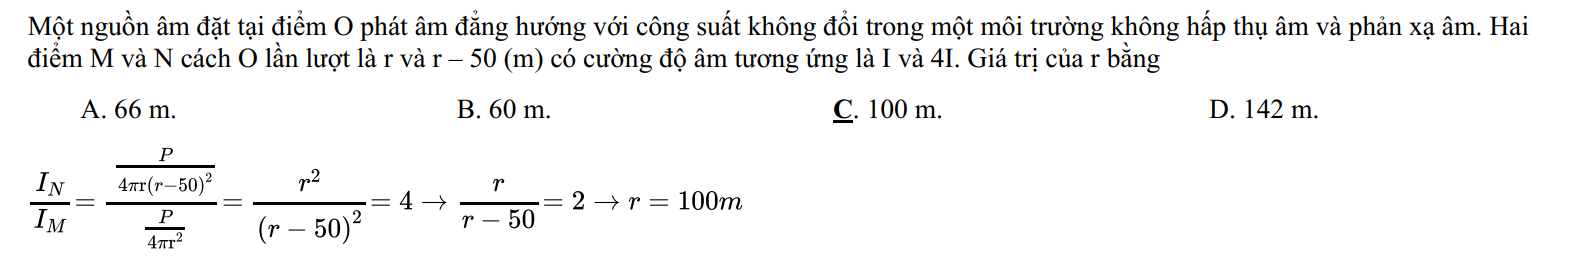 Một nguồn âm đặt tại điểm O phát âm đẳng hướng với công suất không đổi trong một môi trường không hấp thụ âm và phản xạ âm. Hai
điểm M và N cách O lần lượt là r và r – 50 (m) có cường độ âm tương ứng là I và 4I. Giá trị của r bằng
A. 66 m. B. 60 m. C. 100 m. D. 142 m.
$\frac{I_N}{I_M} = \frac{\frac{P}{4\pi r(r-50)^2}}{\frac{P}{4\pi r^2}} = \frac{r^2}{(r-50)^2} = 4 \rightarrow \frac{r}{r-50} = 2 \rightarrow r = 100m$